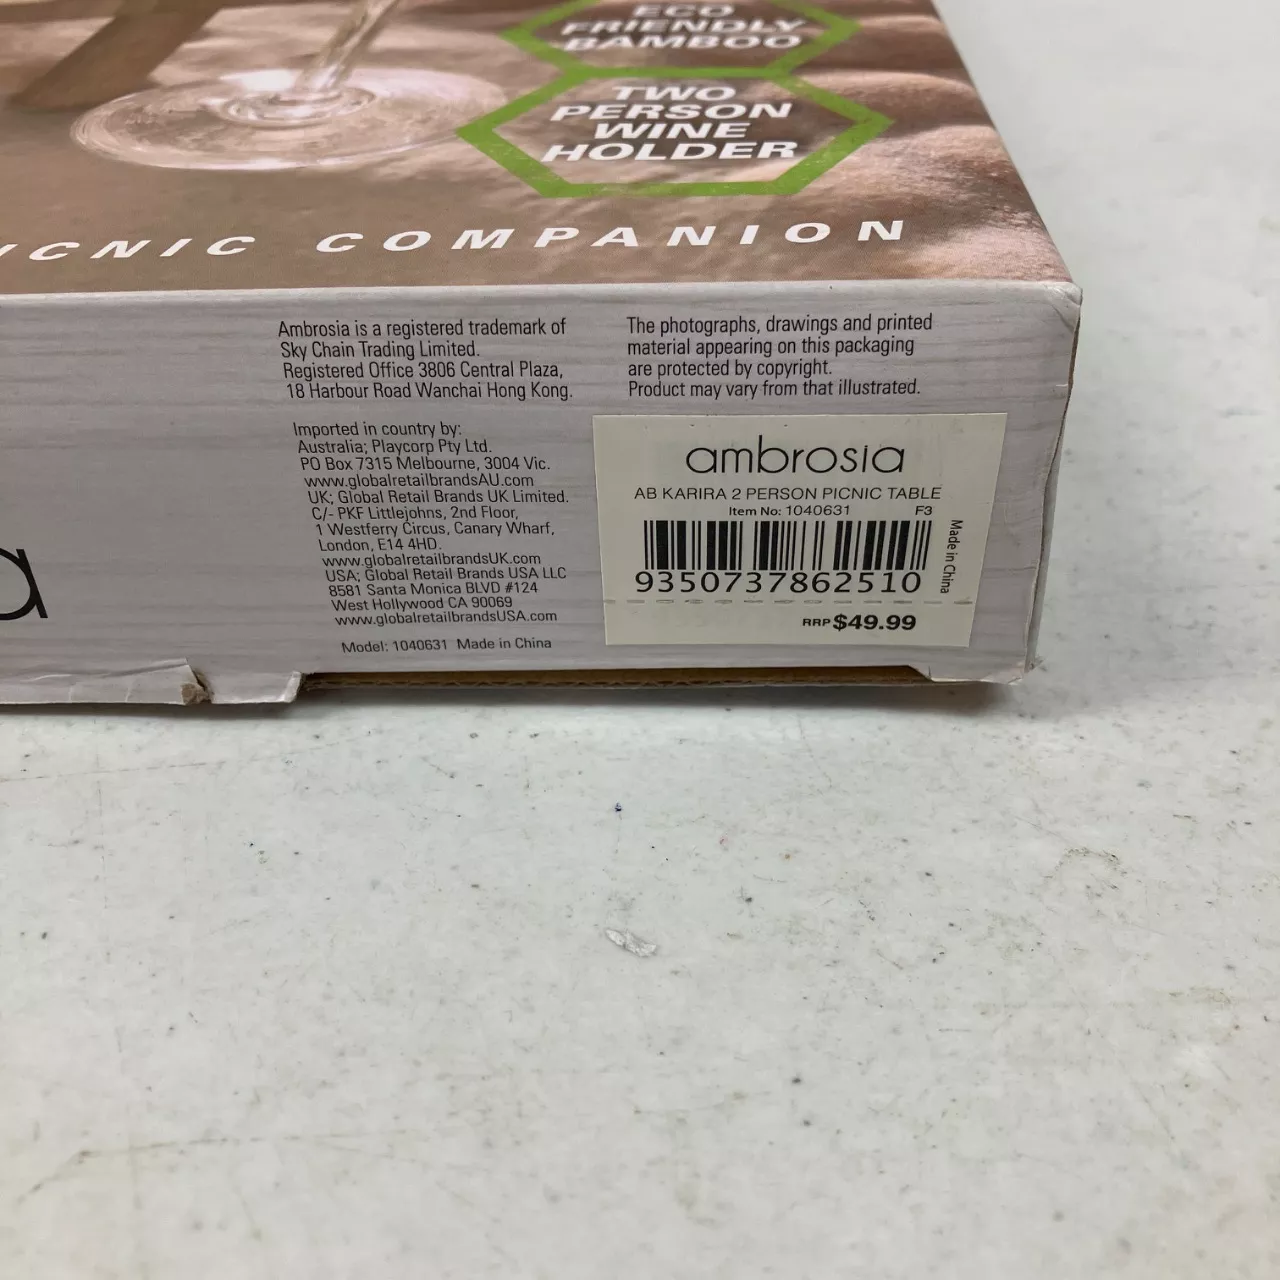 ECO
FRIENDLY
BAMBOO
TWO
PERSON
WINE
HOLDER
ICNIC COMPANION
Ambrosia is a registered trademark of
Sky Chain Trading Limited.
Registered Office 3806 Central Plaza,
18 Harbour Road Wanchai Hong Kong.
The photographs, drawings and printed
material appearing on this packaging
are protected by copyright.
Product may vary from that illustrated.
Imported in country by:
Australia; Playcorp Pty Ltd.
PO Box 7315 Melbourne, 3004 Vic.
www.globalretailbrandsAU.com
UK; Global Retail Brands UK Limited.
C/- PKF Littlejohns, 2nd Floor,
1 Westferry Circus, Canary Wharf,
London, E14 4HD.
www.globalretailbrandsUK.com
USA; Global Retail Brands USA LLC
8581 Santa Monica BLVD #124
West Hollywood CA 90069
www.globalretailbrandsUSA.com
Model: 1040631 Made in China
a
ambrosia
AB KARIRA 2 PERSON PICNIC TABLE
Item No: 1040631 F3
9350737862510
Made in China
RRP $49.99